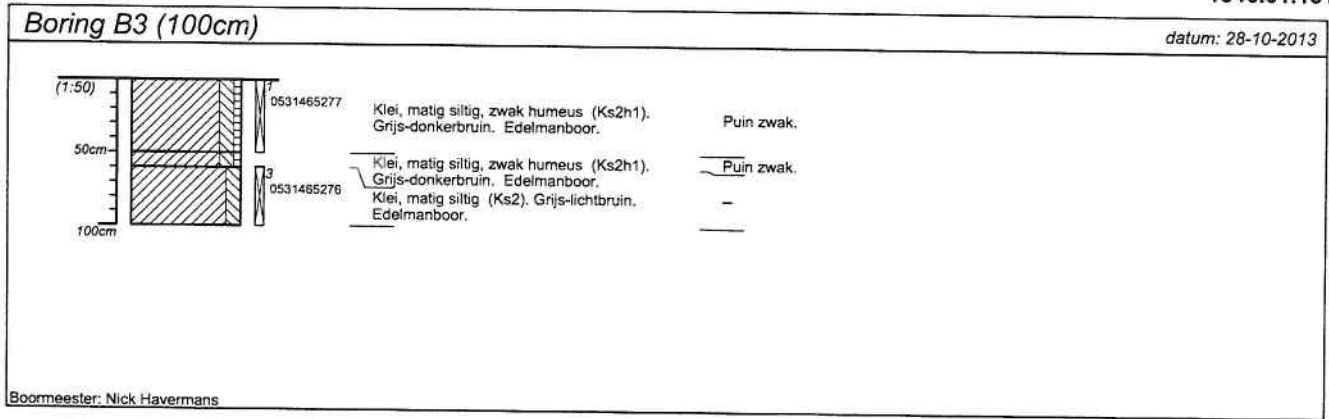 Boring B3 (100cm)
datum: 28-10-2013
(1:50)
1
0531465277
Klei, matig siltig, zwak humeus (Ks2h1).
Grijs-donkerbruin. Edelmanboor.
Puin zwak.
50cm
Klei, matig siltig, zwak humeus (Ks2h1).
Grijs-donkerbruin. Edelmanboor.
Puin zwak.
3
0531465276
Klei, matig siltig (Ks2). Grijs-lichtbruin.
Edelmanboor.
–
100cm
Boormeester: Nick Havermans